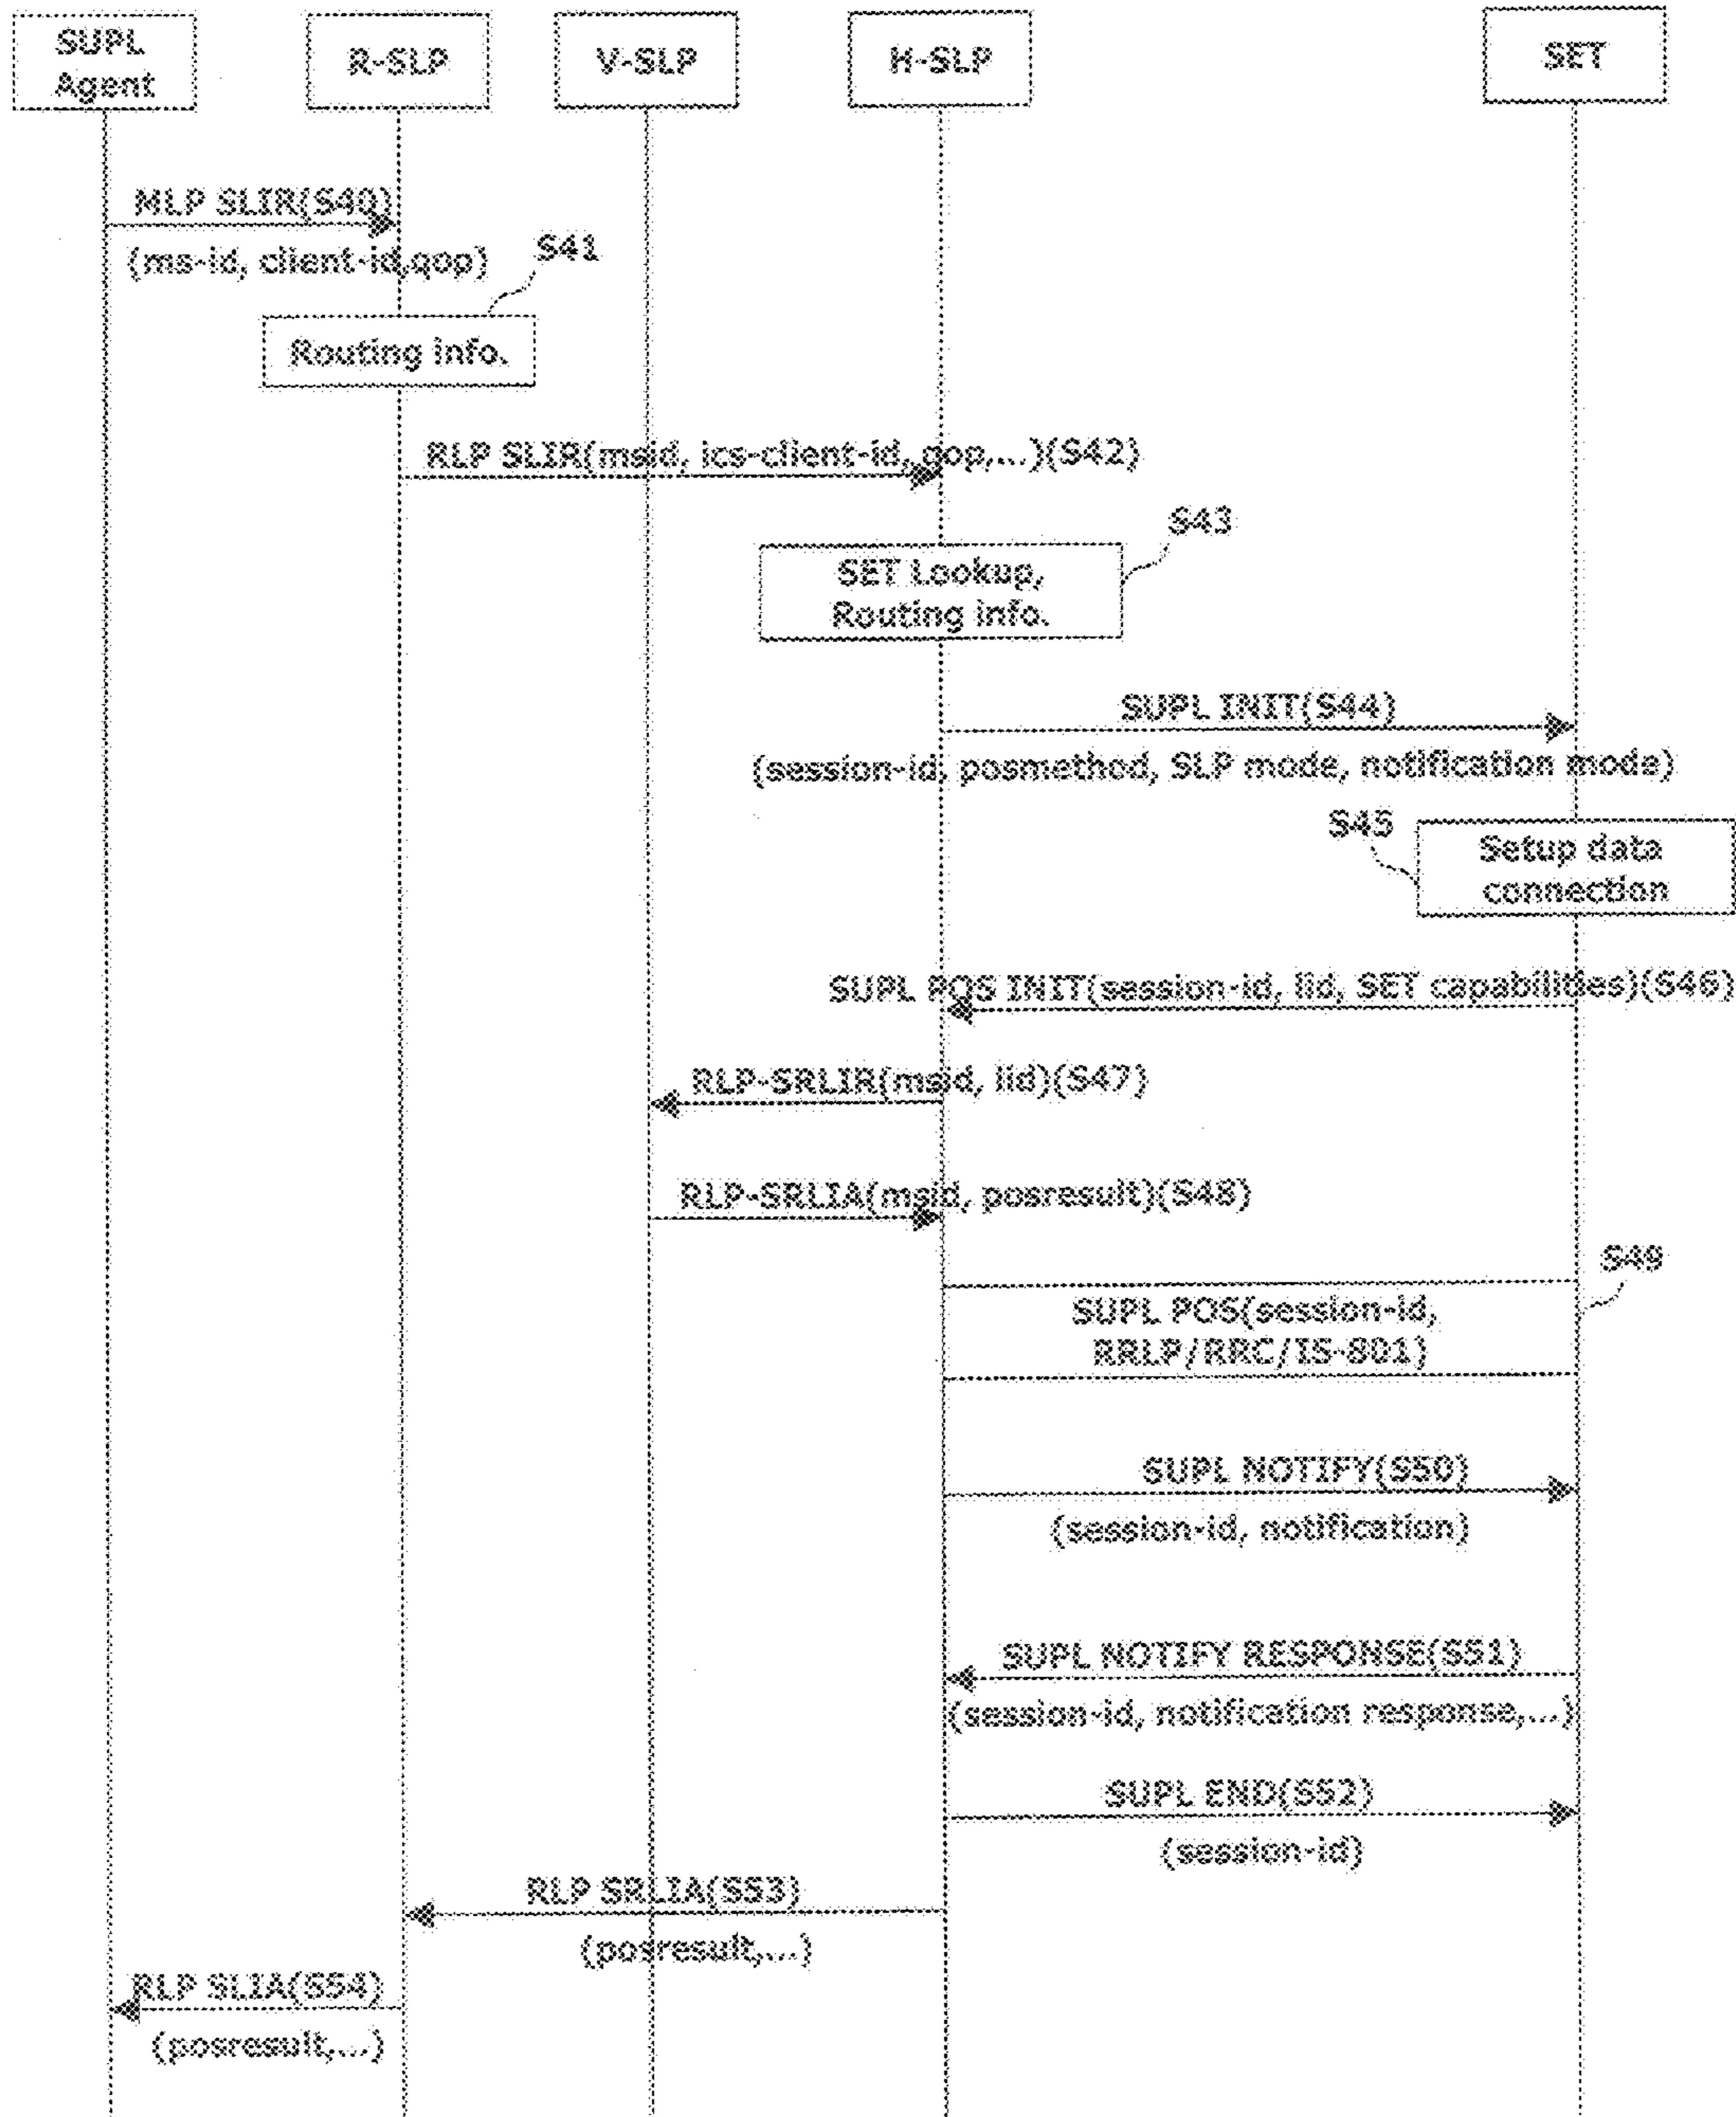 SUPL
Agent
R-SLP
V-SLP
H-SLP
SET
MLP SLIR(S40)
(ms-id, client-id,qop)
S41
Routing info.
RLP SLIR(msid, ics-client-id, qop,...)(S42)
S43
SET Lookup,
Routing info.
SUPL INIT(S44)
(session-id, posmethod, SLP mode, notification mode)
S45
Setup data
connection
SUPL POS INIT(session-id, lid, SET capabilities)(S46)
RLP-SRLIR(msid, lid)(S47)
RLP-SRLIA(msid, posresult)(S48)
S49
SUPL POS(session-id,
RRLP/RRC/IS-801)
SUPL NOTIFY(S50)
(session-id, notification)
SUPL NOTIFY RESPONSE(S51)
(session-id, notification response,...)
SUPL END(S52)
(session-id)
RLP SRLIA(S53)
(posresult,...)
RLP SLIA(S54)
(posresult,...)